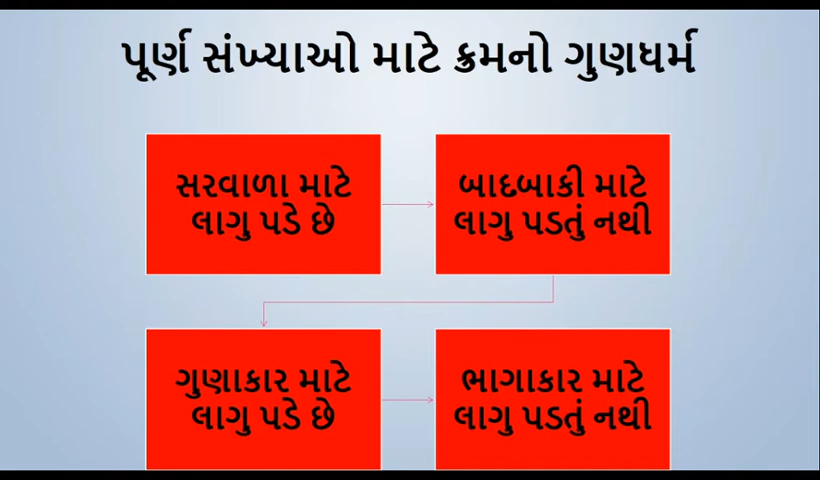 પૂર્ણ સંખ્યાઓ માટે ક્રમનો ગુણધર્મ
સરવાળા માટે
લાગુ પડે છે
બાદબાકી માટે
લાગુ પડતું નથી
ગુણાકાર માટે
લાગુ પડે છે
ભાગાકાર માટે
લાગુ પડતું નથી